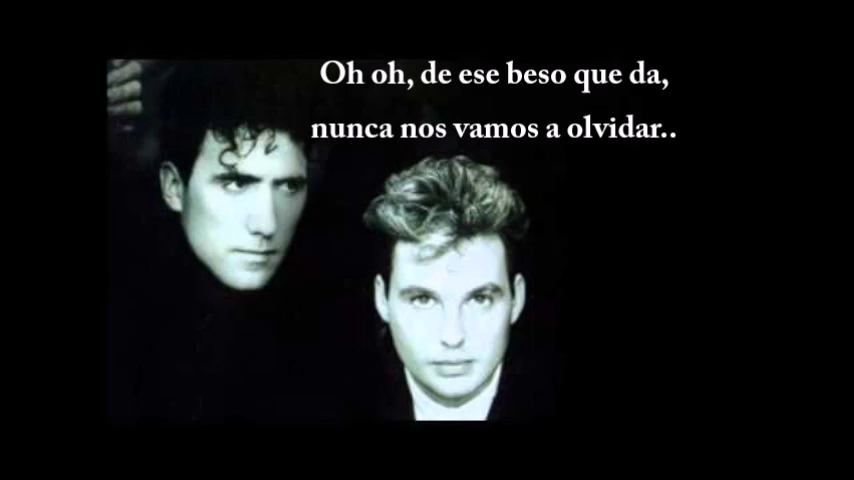 Oh oh, de ese beso que da,
nunca nos vamos a olvidar..